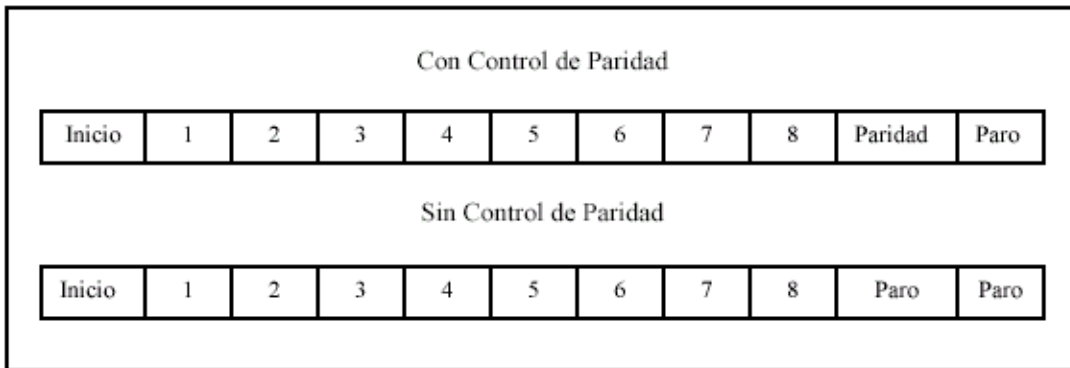 Con Control de Paridad
Inicio 1 2 3 4 5 6 7 8 Paridad Paro
Sin Control de Paridad
Inicio 1 2 3 4 5 6 7 8 Paro Paro